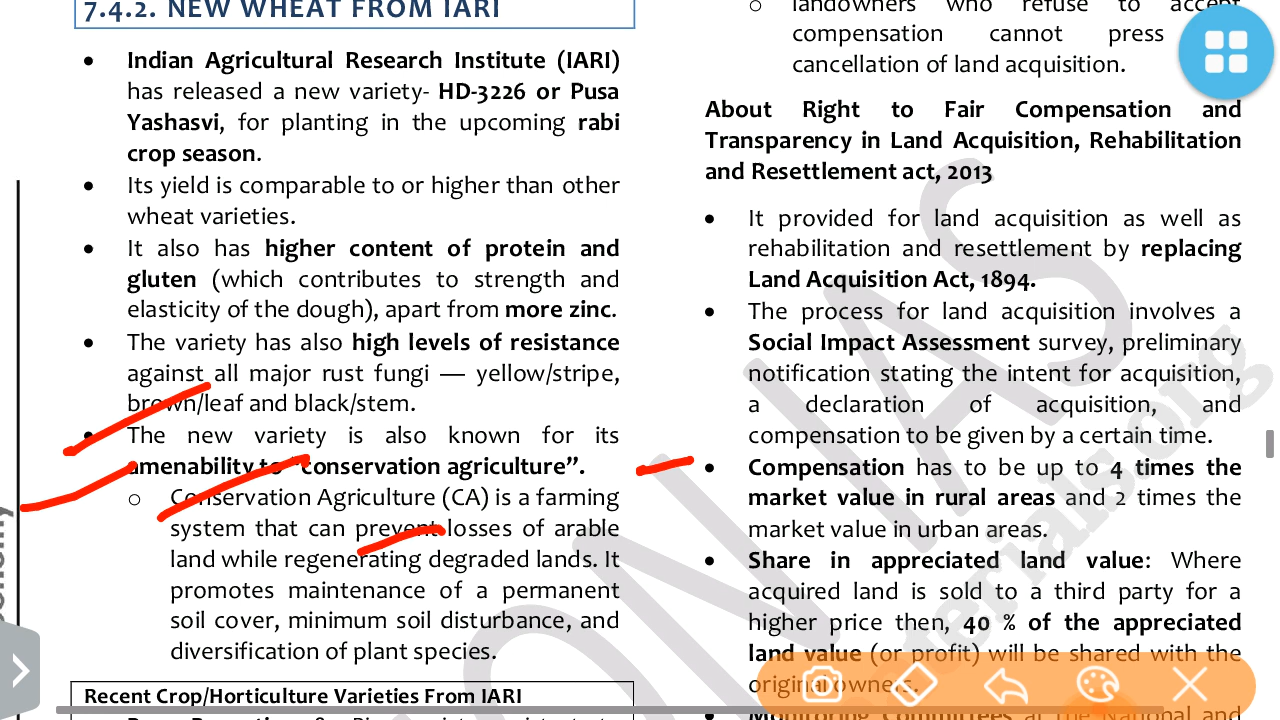 7.4.2. NEW WHEAT FROM IARI
• Indian Agricultural Research Institute (IARI)
has released a new variety- HD-3226 or Pusa
Yashasvi, for planting in the upcoming rabi
crop season.
• Its yield is comparable to or higher than other
wheat varieties.
• It also has higher content of protein and
gluten (which contributes to strength and
elasticity of the dough), apart from more zinc.
• The variety has also high levels of resistance
against all major rust fungi — yellow/stripe,
brown/leaf and black/stem.
• The new variety is also known for its
amenability to "conservation agriculture".
o Conservation Agriculture (CA) is a farming
system that can prevent losses of arable
land while regenerating degraded lands. It
promotes maintenance of a permanent
soil cover, minimum soil disturbance, and
diversification of plant species.
Recent Crop/Horticulture Varieties From IARI
o landowners who refuse to accept
compensation cannot press
cancellation of land acquisition.
About Right to Fair Compensation and
Transparency in Land Acquisition, Rehabilitation
and Resettlement act, 2013
• It provided for land acquisition as well as
rehabilitation and resettlement by replacing
Land Acquisition Act, 1894.
• The process for land acquisition involves a
Social Impact Assessment survey, preliminary
notification stating the intent for acquisition,
a declaration of acquisition, and
compensation to be given by a certain time.
• Compensation has to be up to 4 times the
market value in rural areas and 2 times the
market value in urban areas.
• Share in appreciated land value: Where
acquired land is sold to a third party for a
higher price then, 40 % of the appreciated
land value (or profit) will be shared with the
original owners.
• Monitoring Committees at the National and